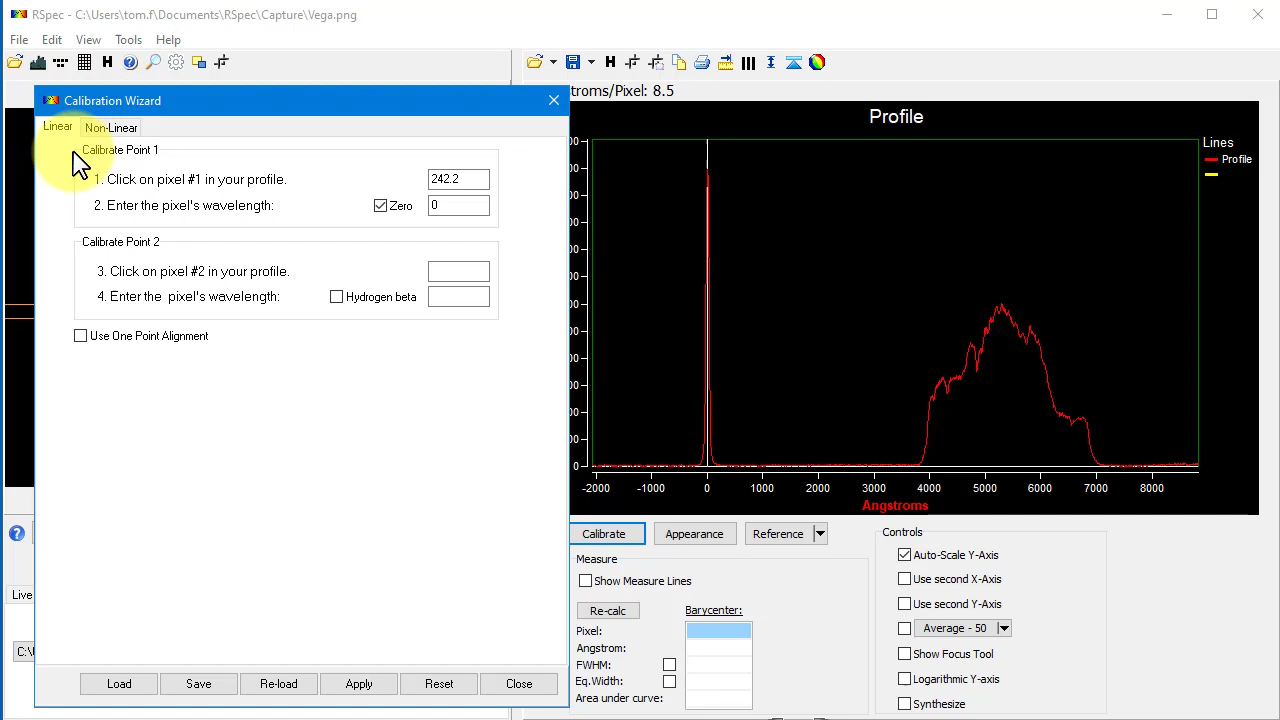 RSpec - C:\Users\tom.f\Documents\RSpec\Capture\Vega.png
File Edit View Tools Help
troms/Pixel: 8.5
Calibration Wizard
Linear Non-Linear
Calibrate Point 1
1. Click on pixel #1 in your profile. 242.2
2. Enter the pixel's wavelength: Zero 0
Calibrate Point 2
3. Click on pixel #2 in your profile.
4. Enter the pixel's wavelength: Hydrogen beta
Use One Point Alignment
Load Save Re-load Apply Reset Close
Profile
Lines
Profile
-2000 -1000 0 1000 2000 3000 4000 5000 6000 7000 8000
Angstroms
Calibrate Appearance Reference
Measure
Show Measure Lines
Re-calc Barycenter:
Pixel:
Angstrom:
FWHM:
Eq.Width:
Area under curve:
Controls
Auto-Scale Y-Axis
Use second X-Axis
Use second Y-Axis
Average - 50
Show Focus Tool
Logarithmic Y-axis
Synthesize
Live
C:\